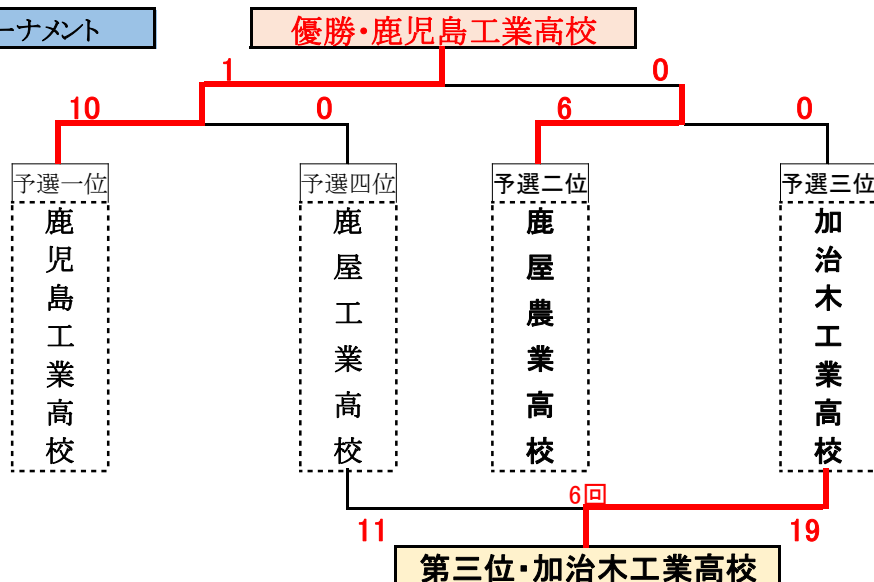 ーナメント
優勝・鹿児島工業高校
1
0
10
0
6
0
予選一位
予選四位
予選二位
予選三位
鹿児島工業高校
鹿屋工業高校
鹿屋農業高校
加治木工業高校
6回
11
19
第三位・加治木工業高校